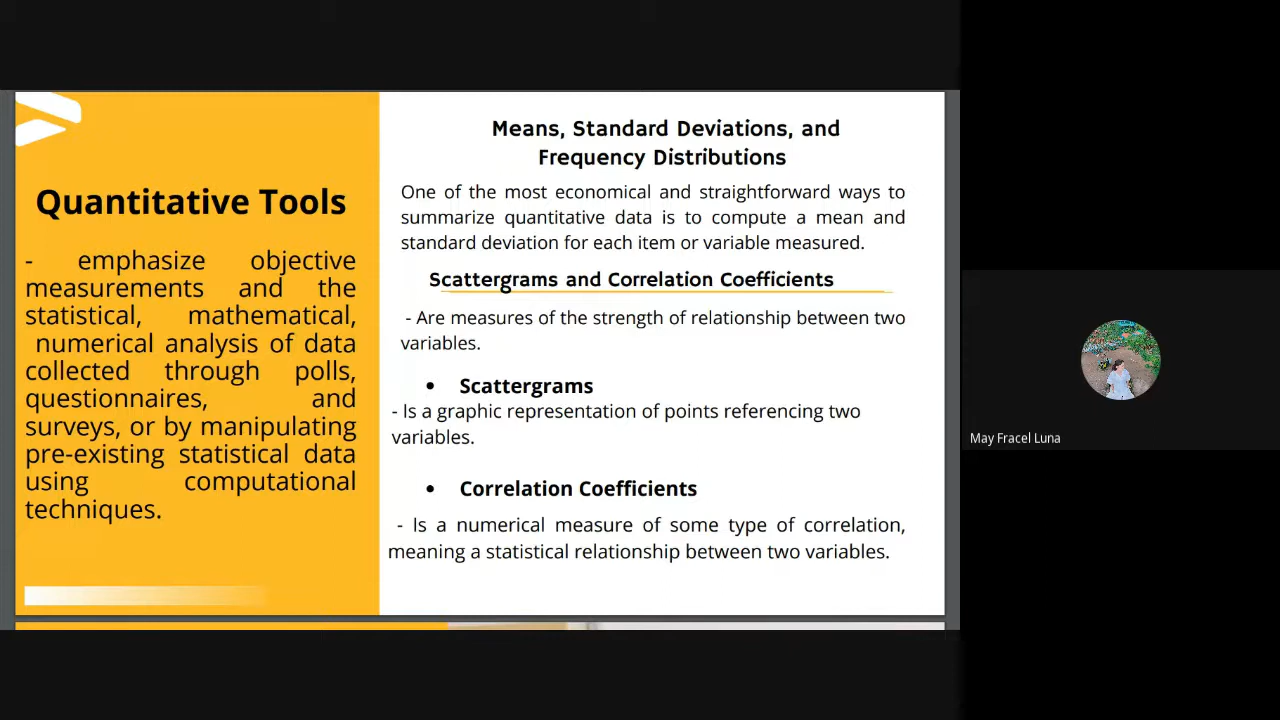 Quantitative Tools
- emphasize objective
measurements and the
statistical, mathematical,
numerical analysis of data
collected through polls,
questionnaires, and
surveys, or by manipulating
pre-existing statistical data
using computational
techniques.
Means, Standard Deviations, and
Frequency Distributions
One of the most economical and straightforward ways to
summarize quantitative data is to compute a mean and
standard deviation for each item or variable measured.
Scattergrams and Correlation Coefficients
- Are measures of the strength of relationship between two
variables.
• Scattergrams
- Is a graphic representation of points referencing two
variables.
• Correlation Coefficients
- Is a numerical measure of some type of correlation,
meaning a statistical relationship between two variables.
May Fracel Luna